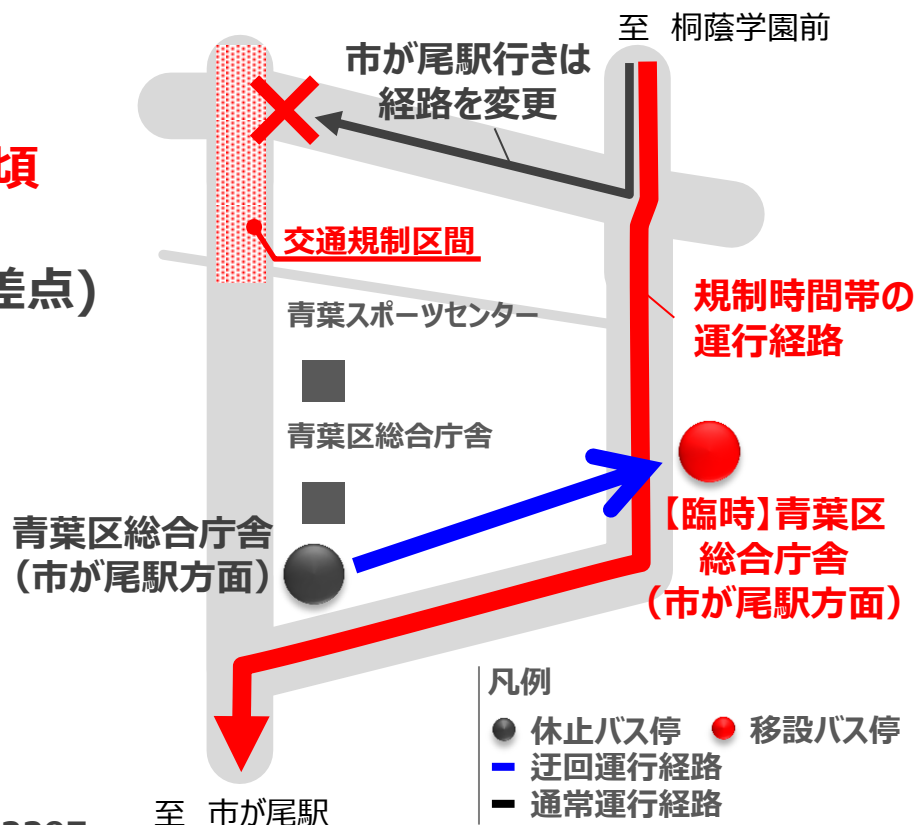 至 桐蔭学園前
市が尾駅行きは
経路を変更
頃
交通規制区間
差点)
規制時間帯の
運行経路
青葉スポーツセンター
青葉区総合庁舎
青葉区総合庁舎
（市が尾駅方面）
【臨時】青葉区
総合庁舎
（市が尾駅方面）
凡例
休止バス停 移設バス停
迂回運行経路
通常運行経路
至 市が尾駅